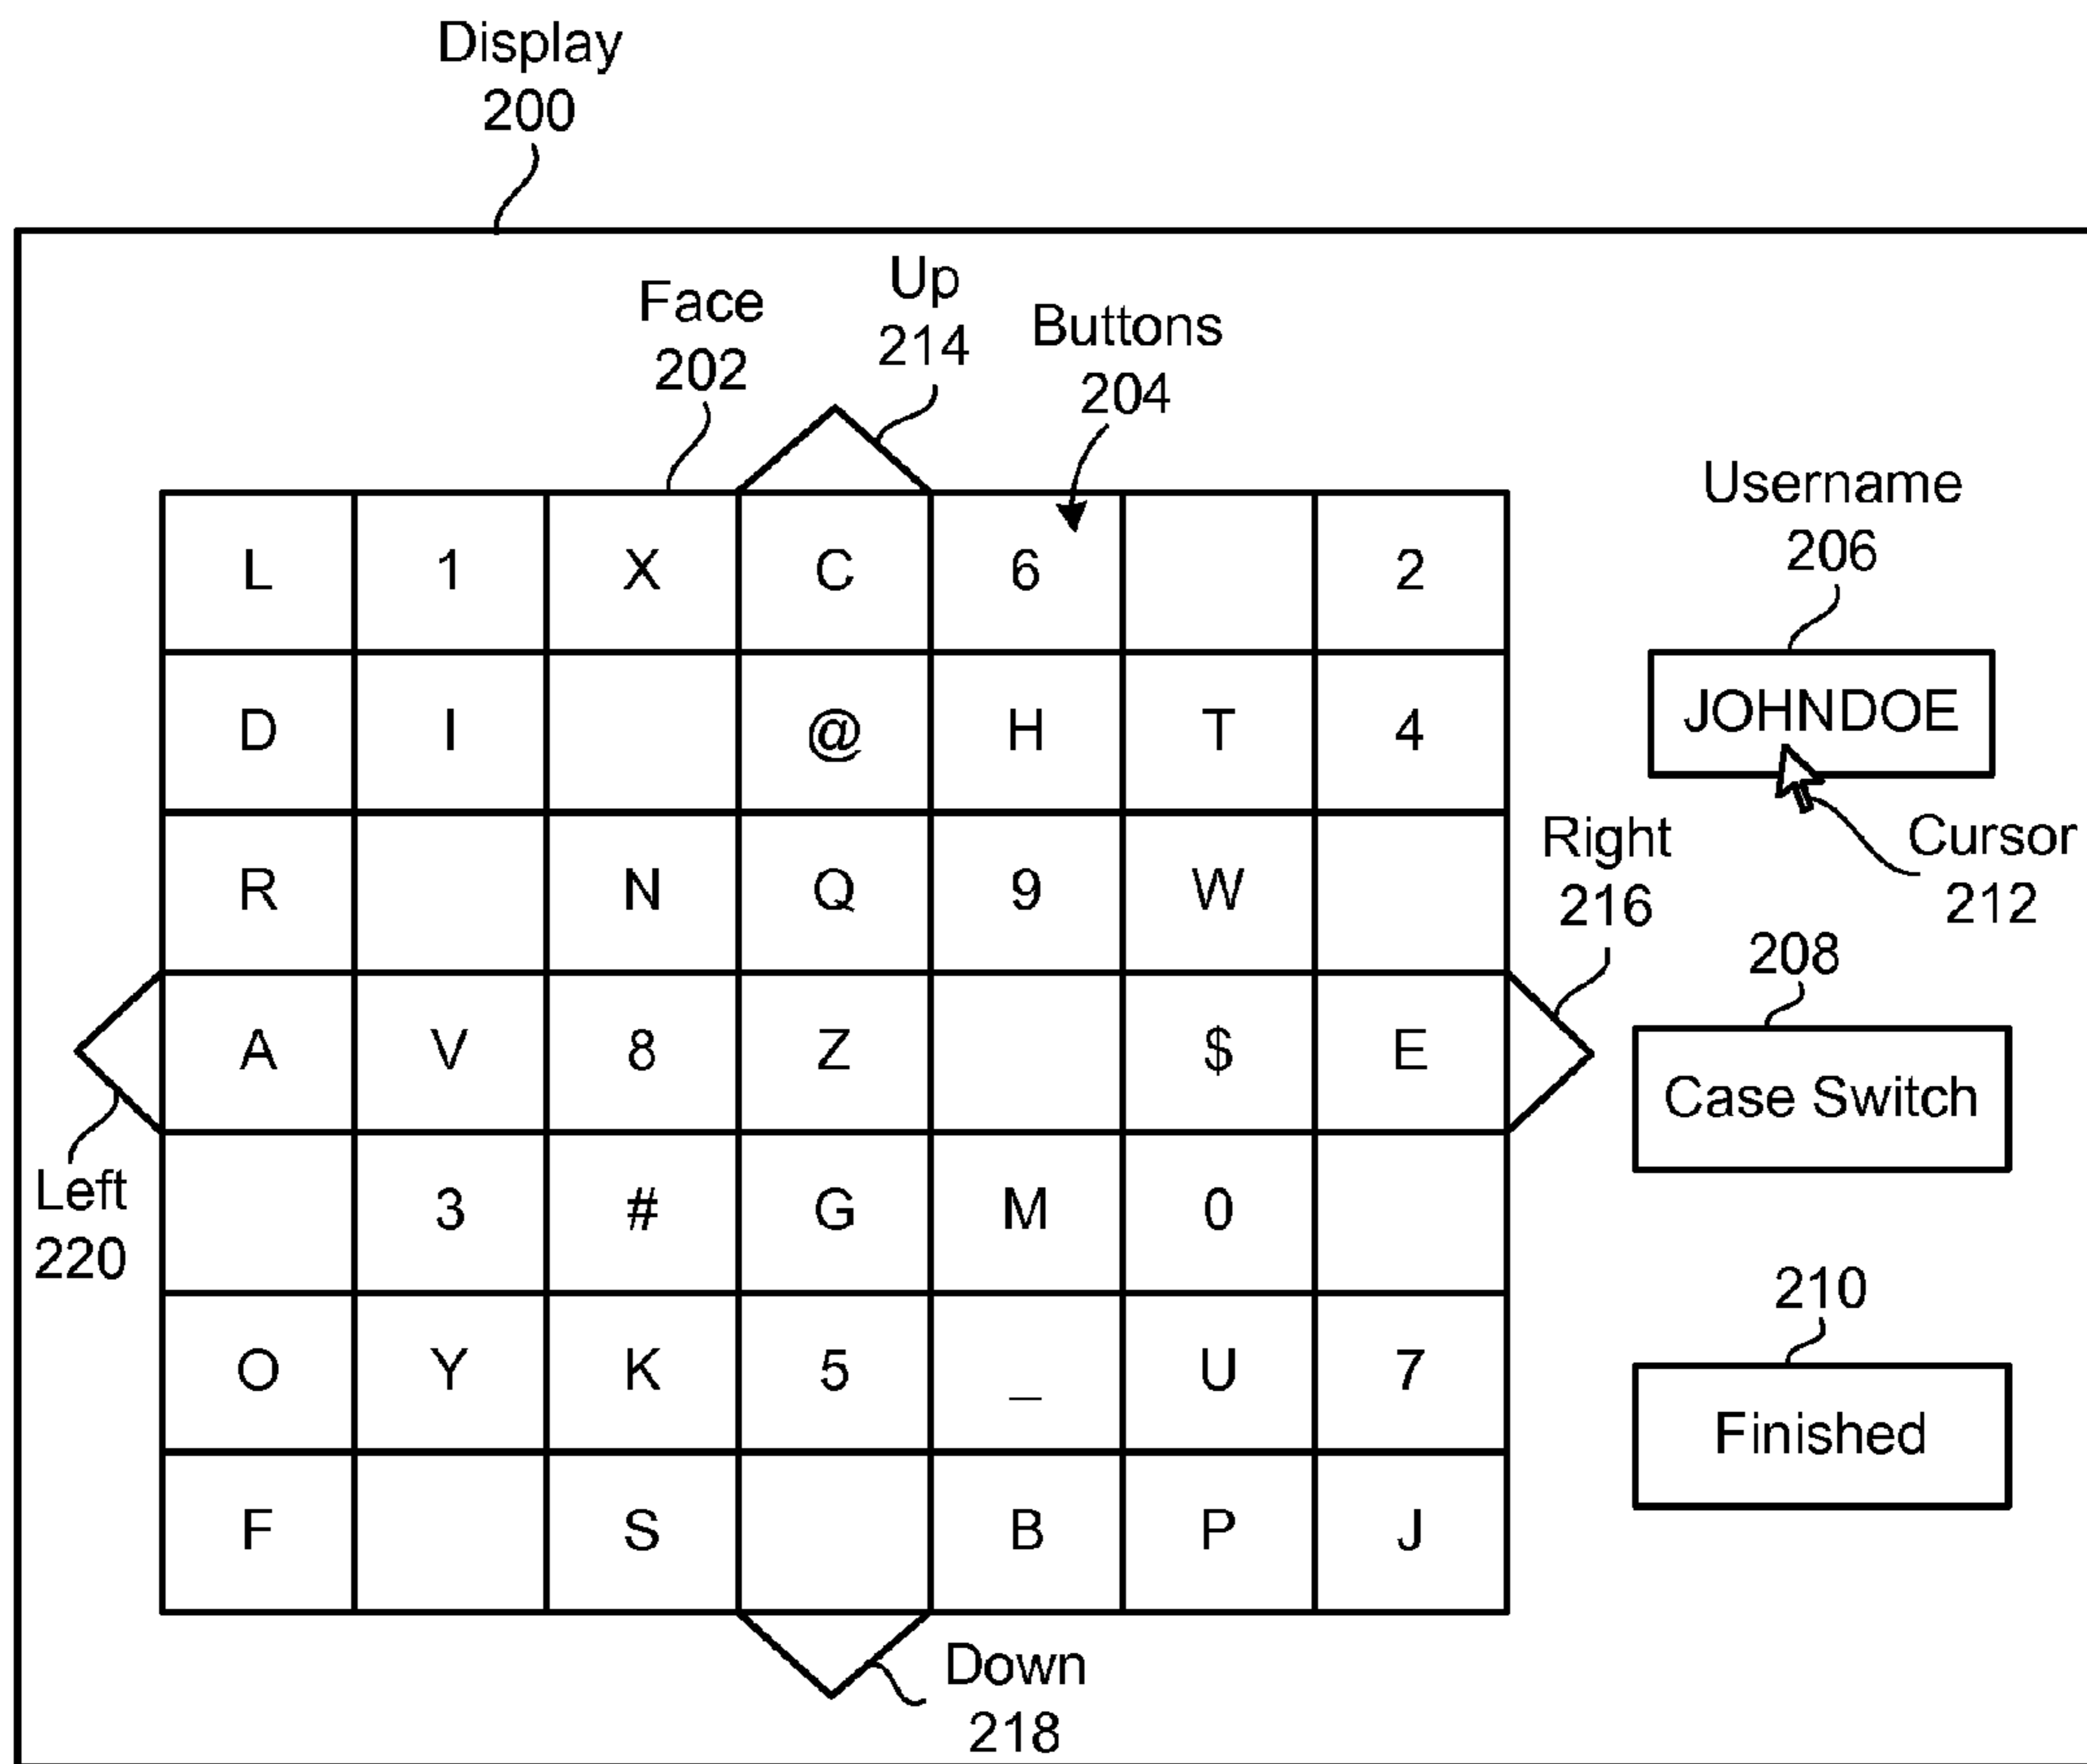 Display
200
Face
202
Up
214
Buttons
204
L 1 X C 6 2
D I @ H T 4
R N Q 9 W
A V 8 Z $ E
3 # G M 0
O Y K 5 _ U 7
F S B P J
Username
206
JOHNDOE
Cursor
212
Right
216
208
Case Switch
Left
220
210
Finished
Down
218